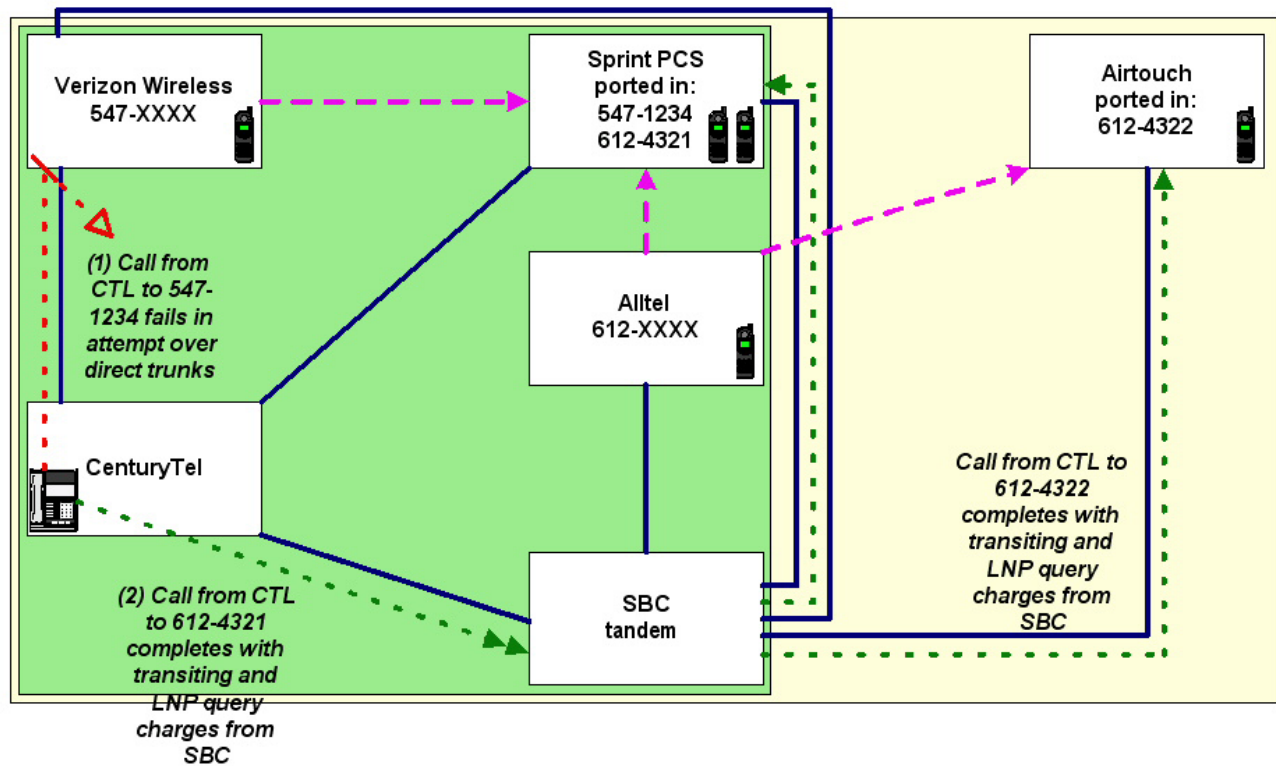 Verizon Wireless
547-XXXX
Sprint PCS
ported in:
547-1234
612-4321
Airtouch
ported in:
612-4322
(1) Call from
CTL to 547-
1234 fails in
attempt over
direct trunks
Alltel
612-XXXX
CenturyTel
Call from CTL to
612-4322
completes with
transiting and
LNP query
charges from
SBC
(2) Call from CTL
to 612-4321
completes with
transiting and
LNP query
charges from
SBC
SBC
tandem